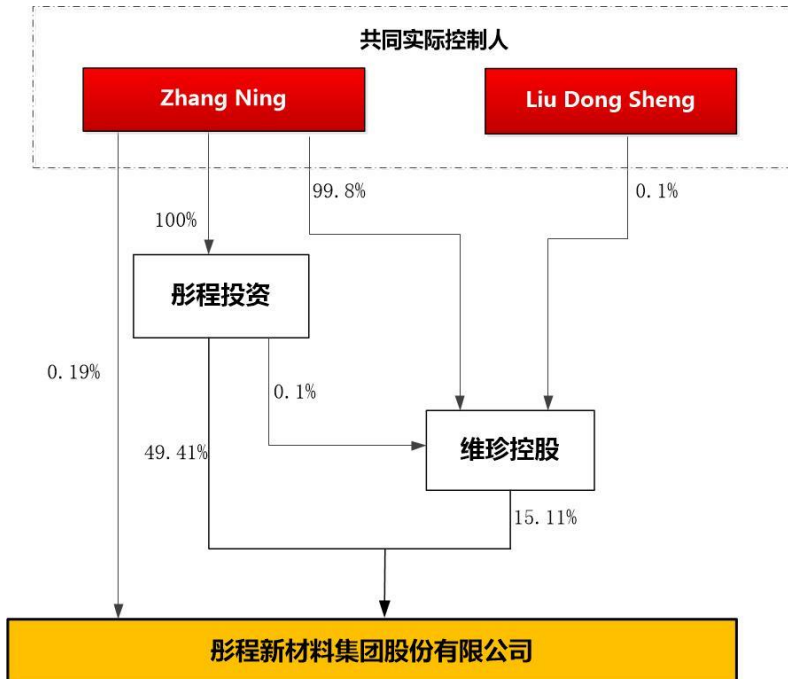 共同实际控制人
Zhang Ning
Liu Dong Sheng
99.8%
0.1%
100%
彤程投资
0.19%
0.1%
49.41%
维珍控股
15.11%
彤程新材料集团股份有限公司